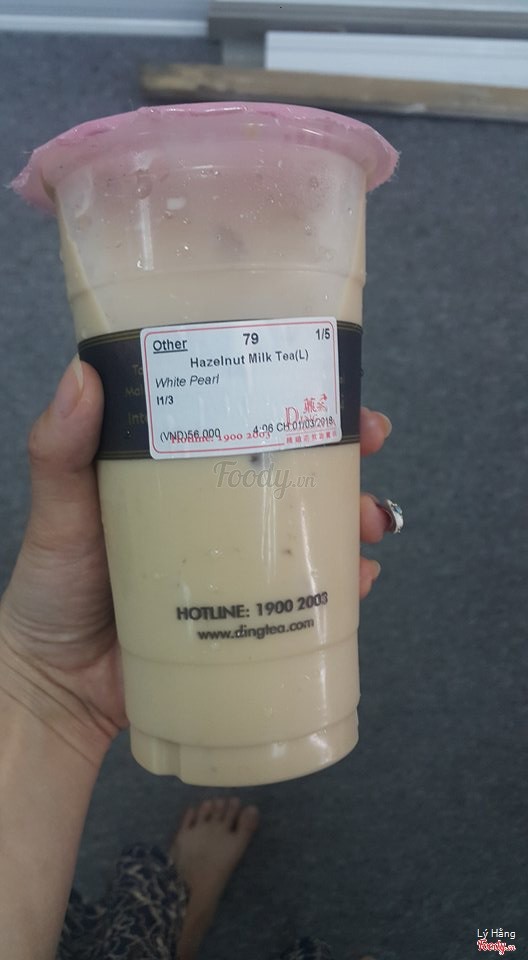 Other 79 1/5
Hazelnut Milk Tea(L)
White Pearl
I1/3
(VND)56,000 4:06 CH 01/03/2018
Hotline: 1900 2003
Foody.vn
HOTLINE: 1900 2003
www.dingtea.com
Lý Hằng
Foody.vn